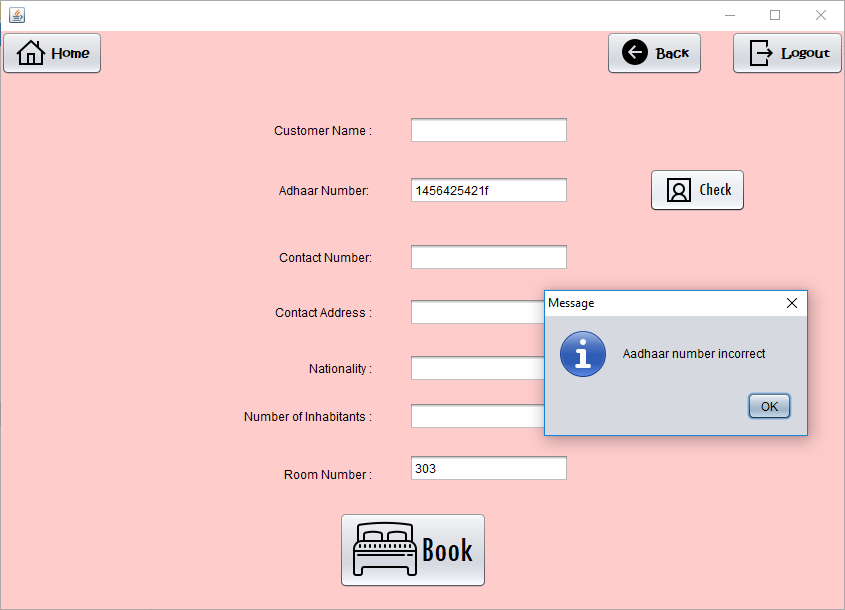 Home
Back
Logout
Customer Name :
Adhaar Number:
1456425421f
Check
Contact Number:
Contact Address :
Nationality :
Number of Inhabitants :
Room Number :
303
Book
Message
Aadhaar number incorrect
OK